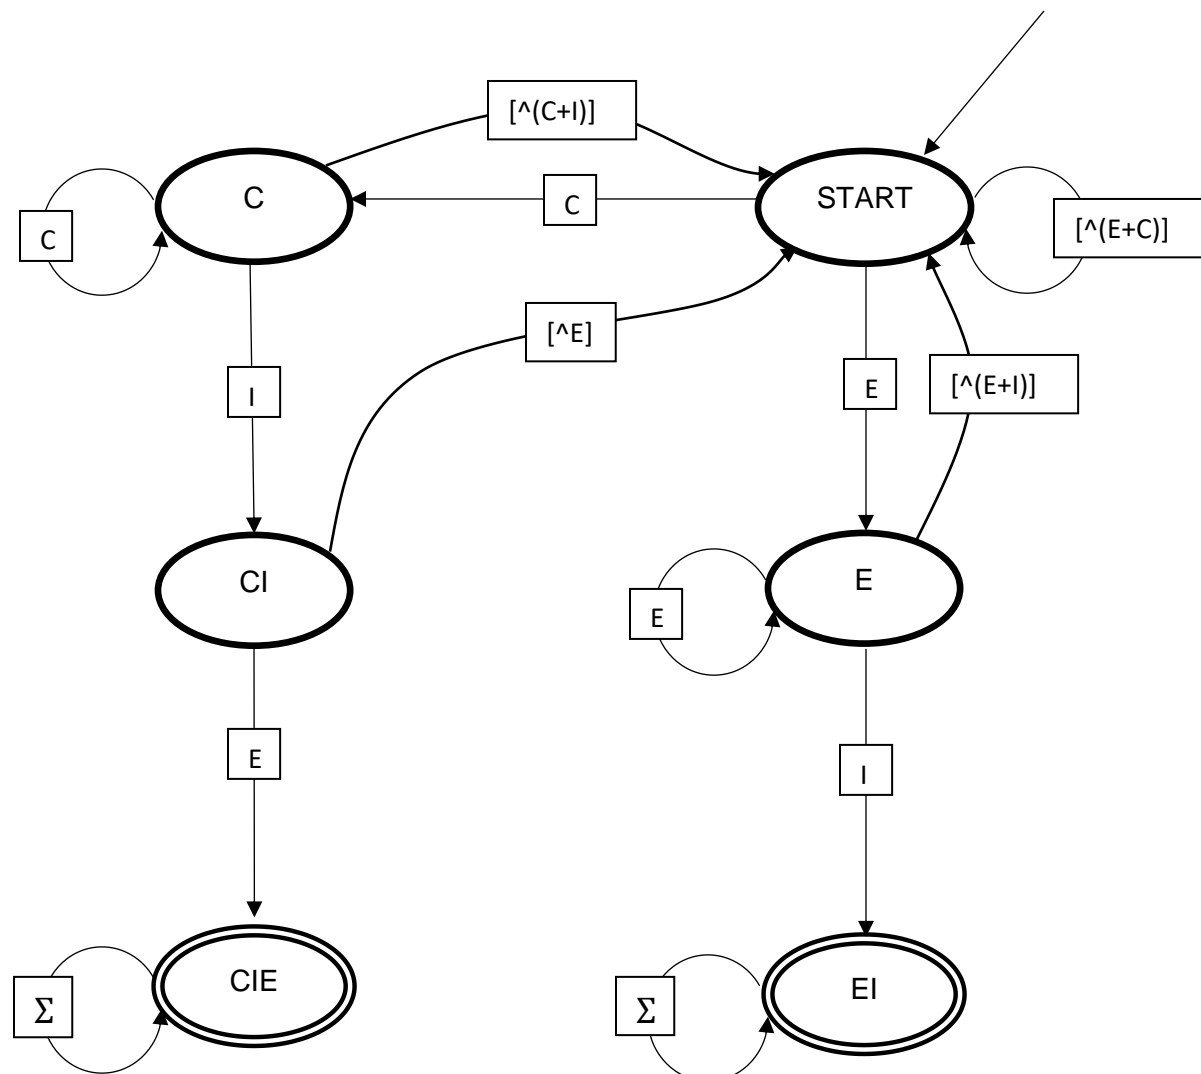 [^(C+I)]
C
START
C
C
[^(E+C)]
[^E]
I
E
[^(E+I)]
CI
E
E
E
I
CIE
EI
Σ
Σ